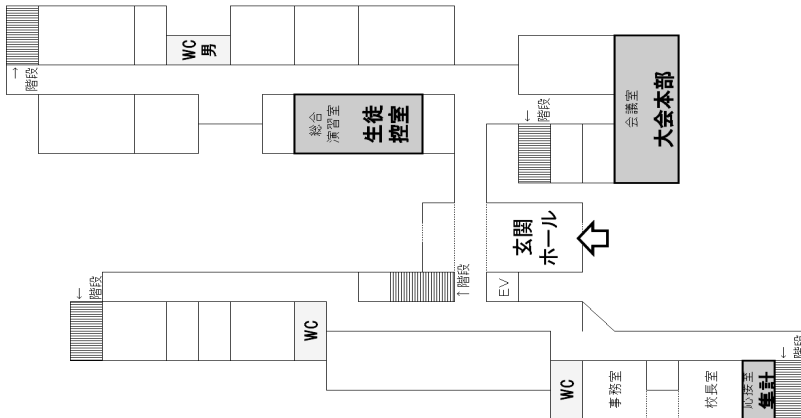 階段
→
WC
男
総合
演習室
生徒
控室
階段
←
会議室
大会本部
玄関
ホール
EV
階段
↑
階段
←
WC
WC
事務室
校長室
応接室
集計
階段
←